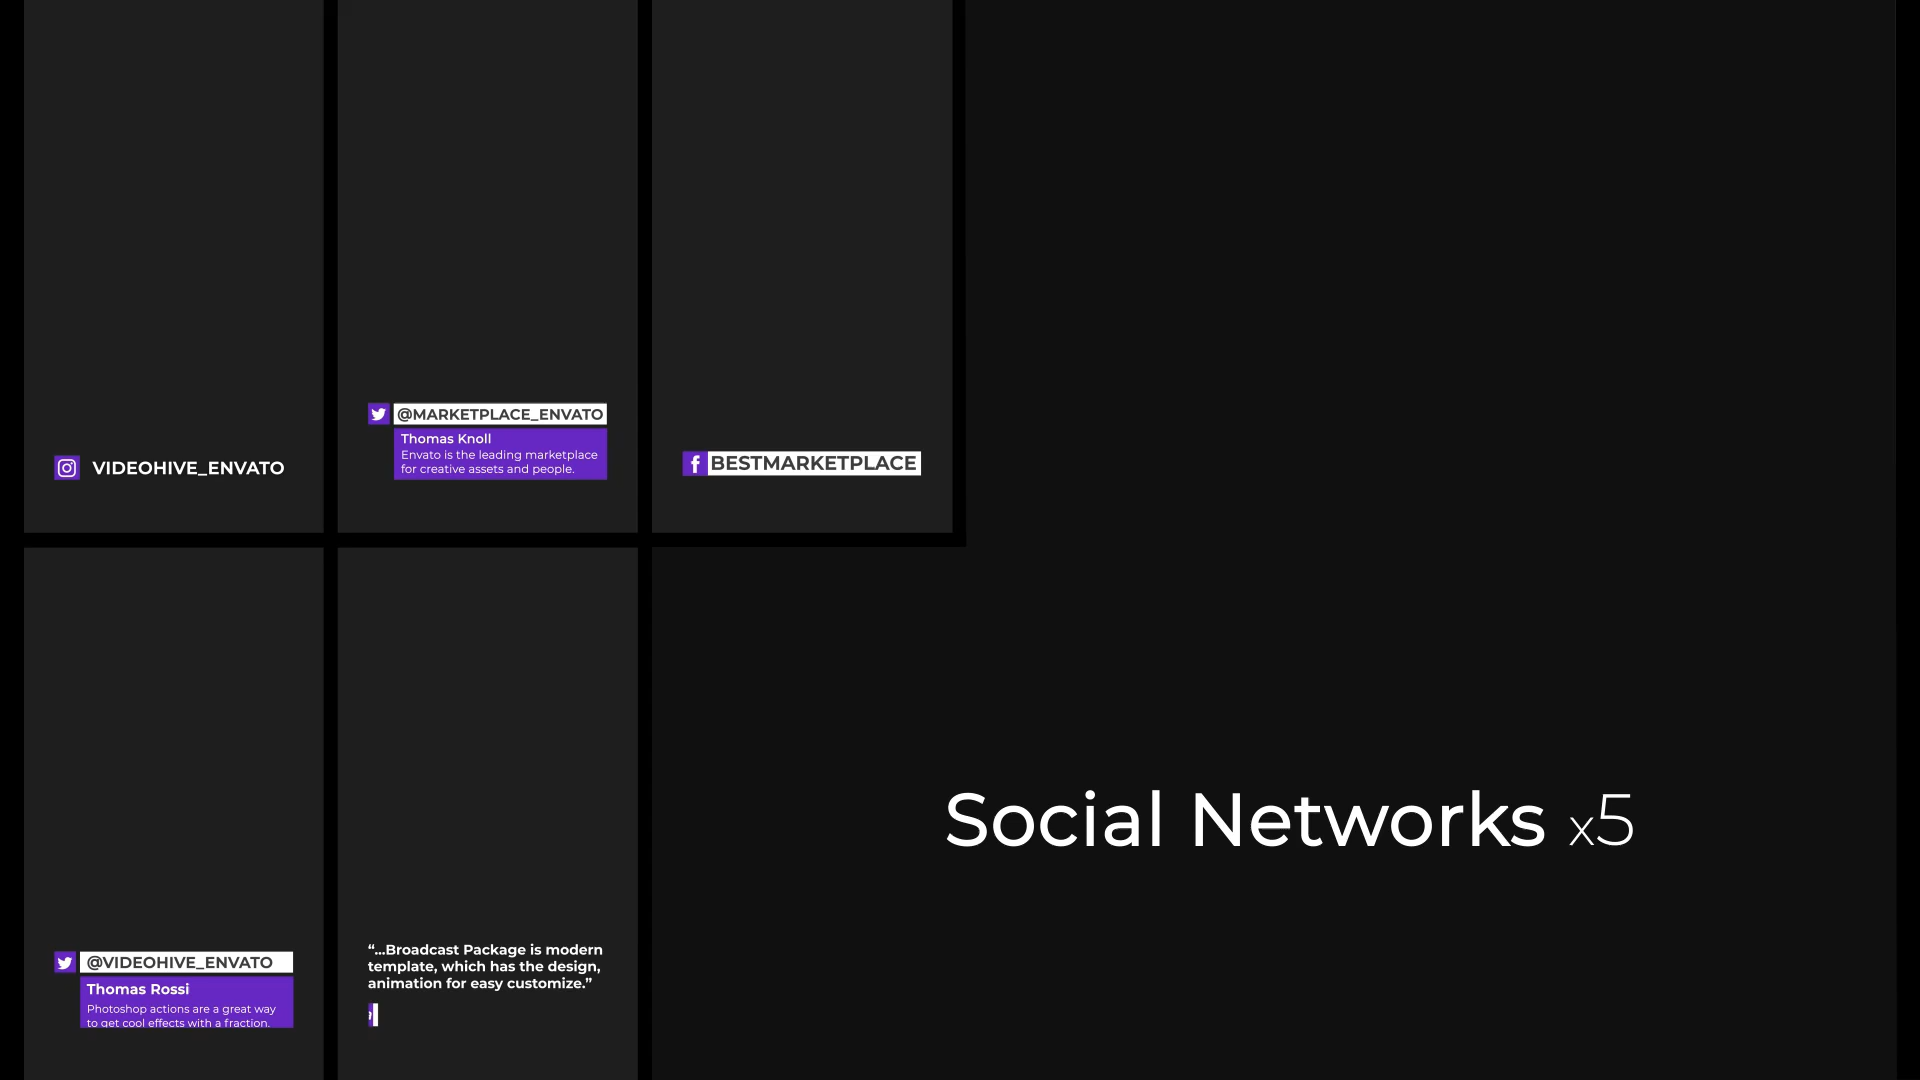 VIDEOHIVE_ENVATO
@MARKETPLACE_ENVATO
Thomas Knoll
Envato is the leading marketplace
for creative assets and people.
BESTMARKETPLACE
@VIDEOHIVE_ENVATO
Thomas Rossi
Photoshop actions are a great way
to get cool effects with a fraction.
“...Broadcast Package is modern
template, which has the design,
animation for easy customize.”
Social Networks x5